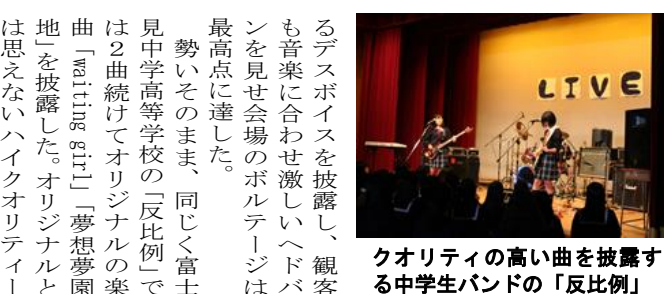 LIVE
クオリティの高い曲を披露す
る中学生バンドの「反比例」
るデスボイスを披露し、観客
も音楽に合わせ激しいヘドバ
ンを見せ会場のボルテージは
最高点に達した。
勢いそのまま、同じく富士
見中学高等学校の「反比例」で
は2曲続けてオリジナルの楽
曲「waiting girl」「夢想夢園
地」を披露した。オリジナルと
は思えないハイクオリティー